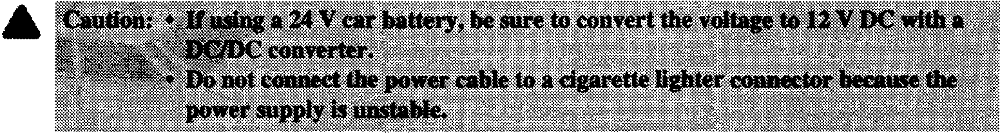 Caution: • If using a 24 V car battery, be sure to convert the voltage to 12 V DC with a
DC/DC converter.
• Do not connect the power cable to a cigarette lighter connector because the
power supply is unstable.